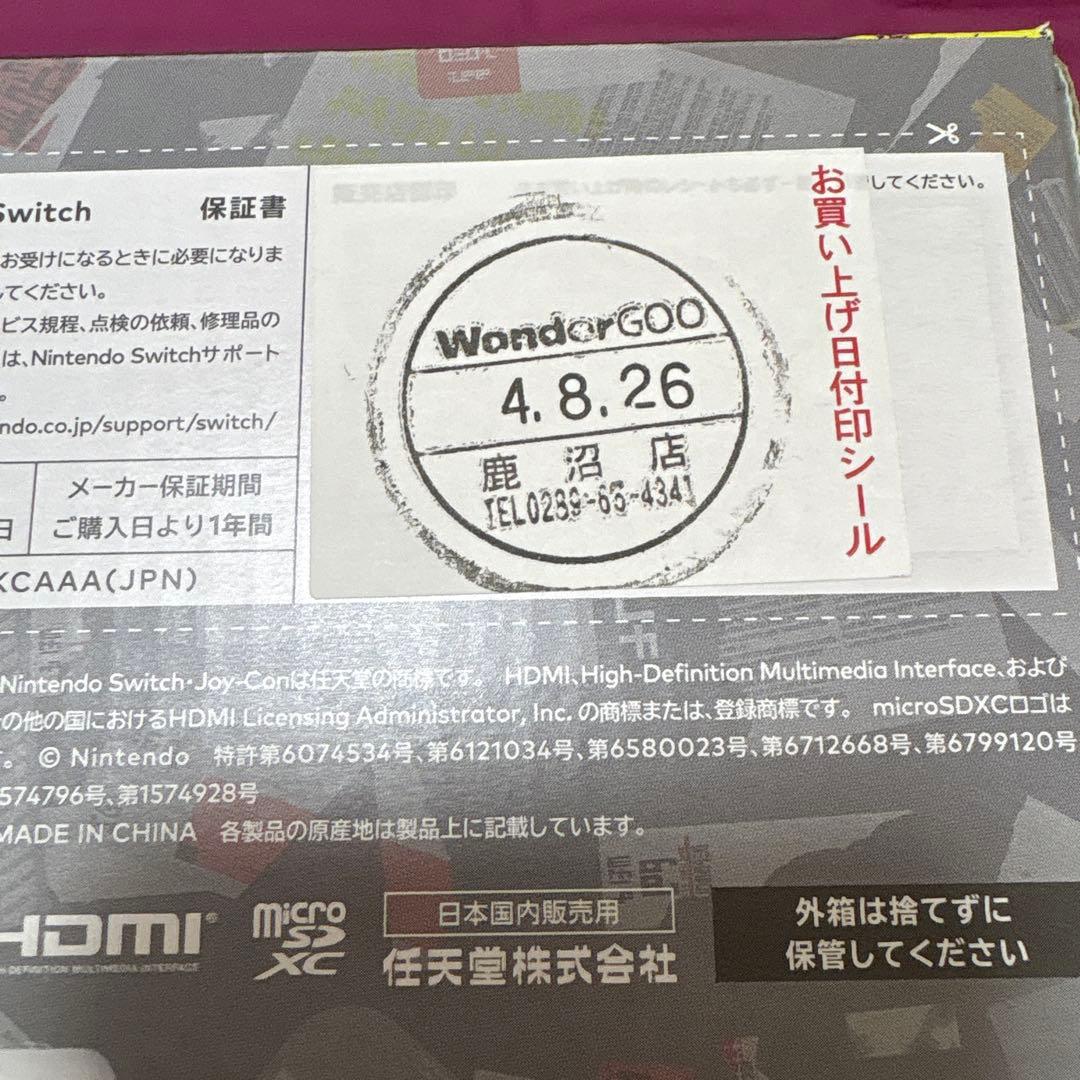 Switch 保証書
お受けになるときに必要になりま
してください。
ビス規程、点検の依頼、修理品の
は、Nintendo Switchサポート
。
ndo.co.jp/support/switch/
メーカー保証期間
日 ご購入日より1年間
KCAAA(JPN)
してください。
WonderGOO
4.8.26
鹿沼店
TEL0289-65-4341
お買い上げ日付印シール
Nintendo Switch・Joy-Conは任天堂の商標です。 HDMI、High-Definition Multimedia Interface、および
の他の国におけるHDMI Licensing Administrator, Inc. の商標または、登録商標です。 microSDXCロゴは
す。 © Nintendo 特許第6074534号、第6121034号、第6580023号、第6712668号、第6799120号
574796号、第1574928号
MADE IN CHINA 各製品の原産地は製品上に記載しています。
HDMI®
HIGH-DEFINITION MULTIMEDIA INTERFACE
micro SD XC
日本国内販売用
任天堂株式会社
外箱は捨てずに
保管してください